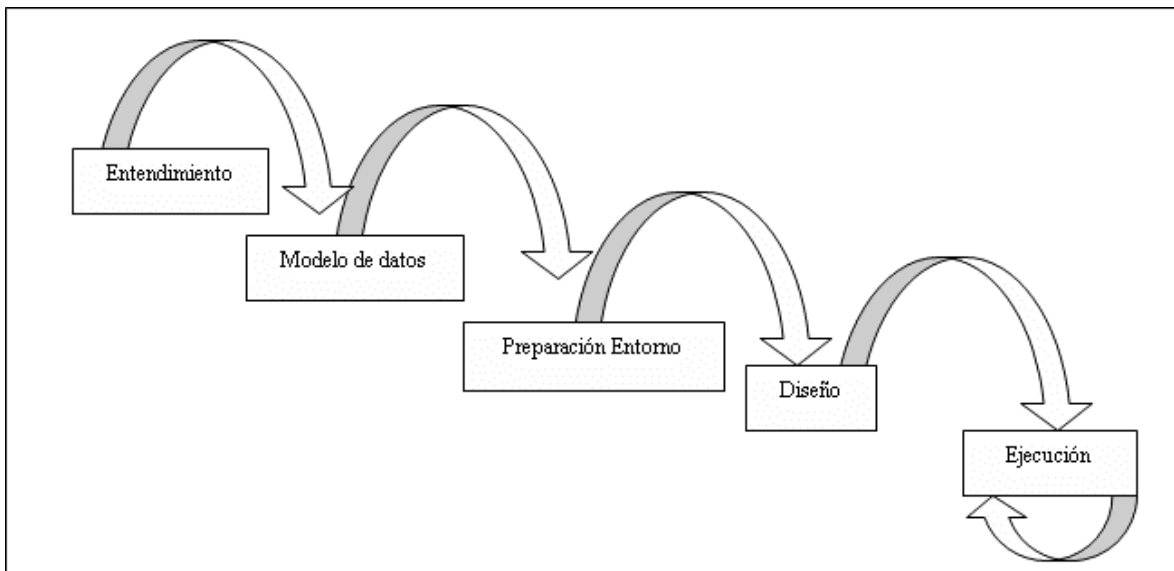 Entendimiento
Modelo de datos
Preparación Entorno
Diseño
Ejecución